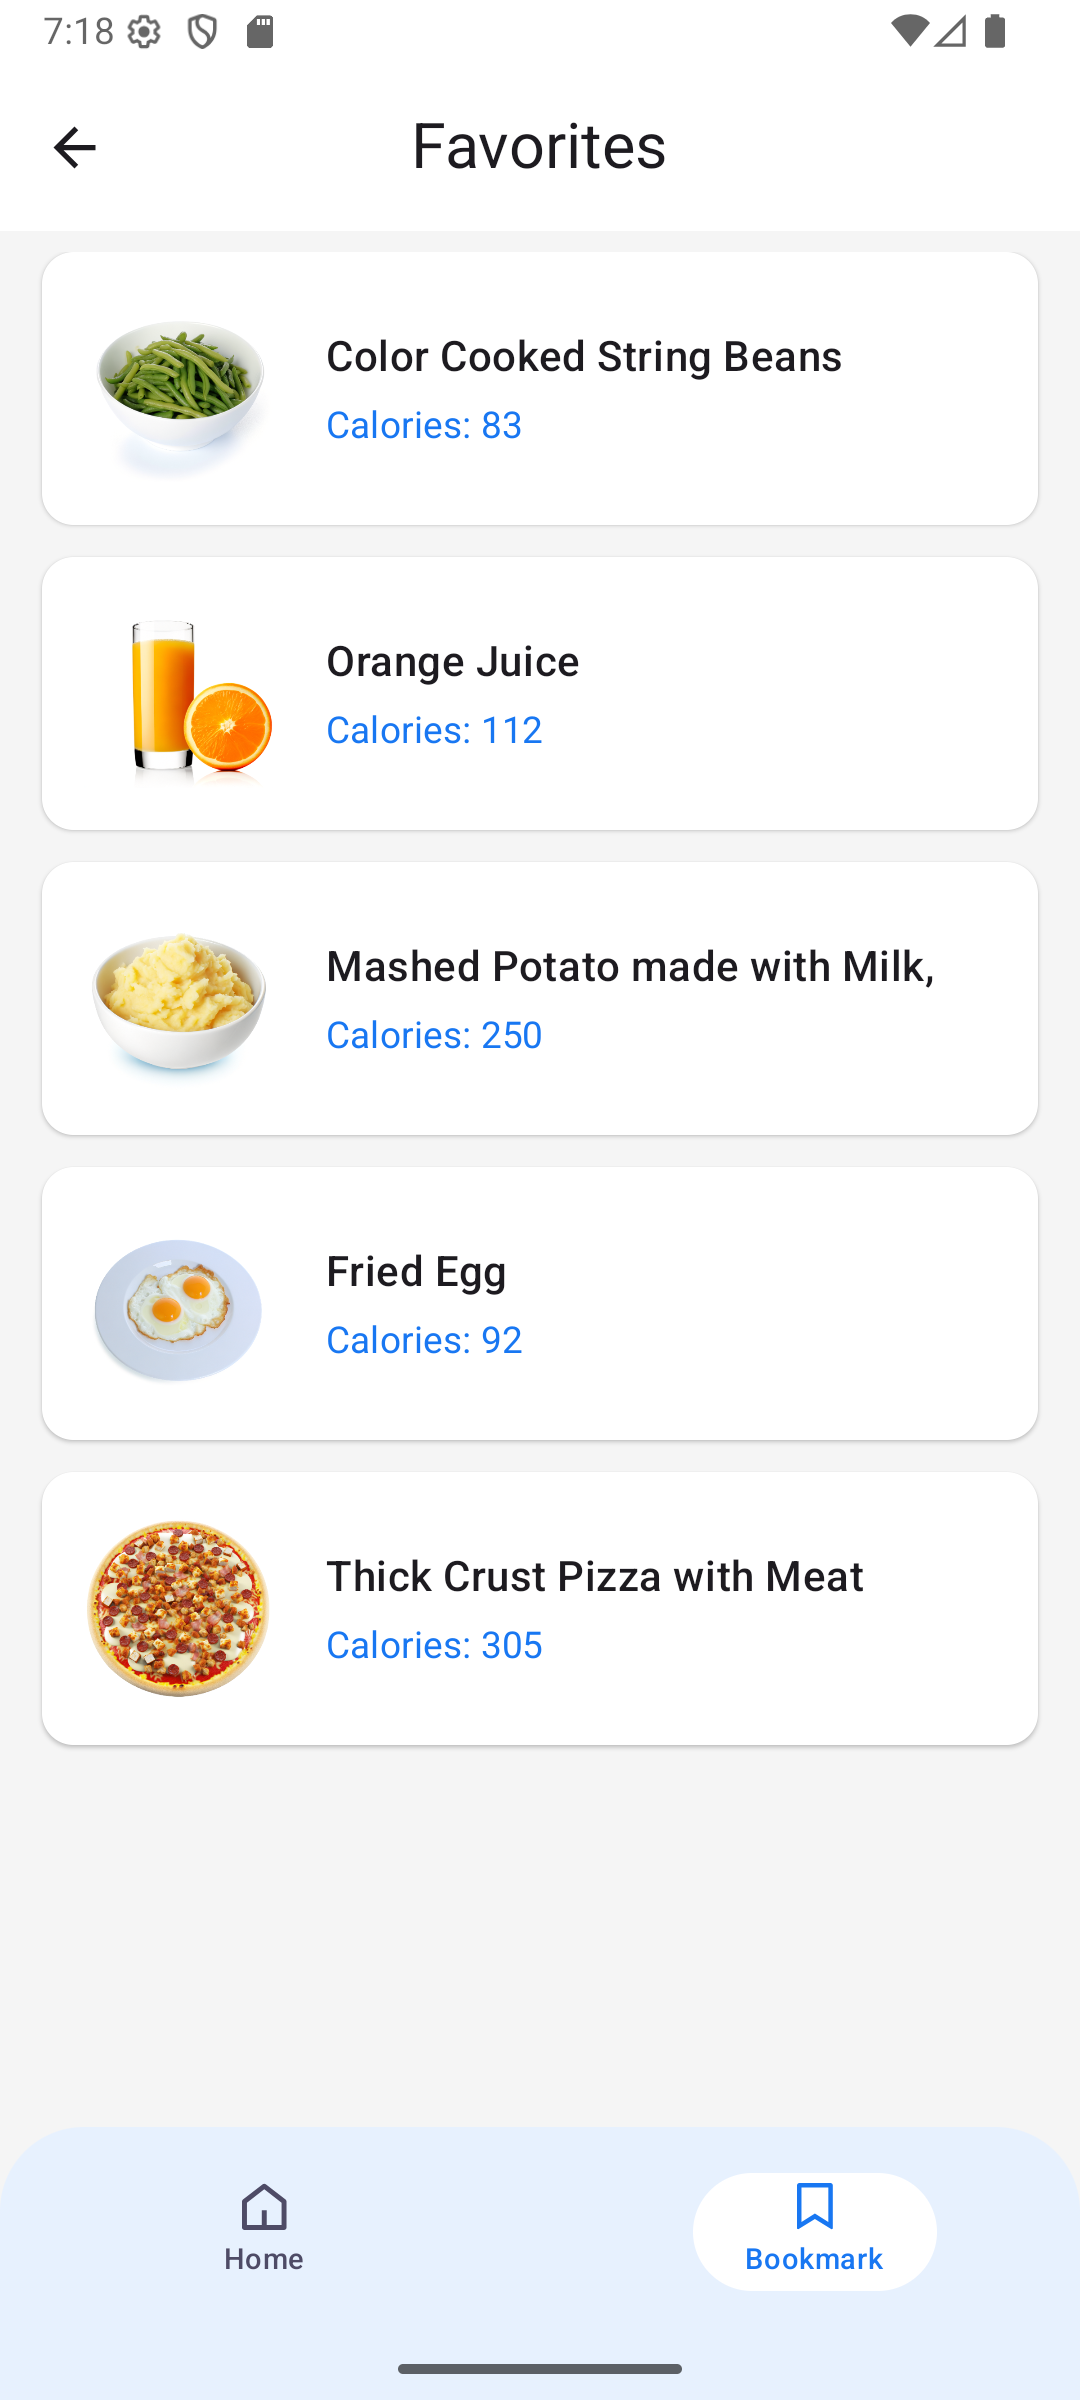 7:18
Favorites
Color Cooked String Beans
Calories: 83
Orange Juice
Calories: 112
Mashed Potato made with Milk,
Calories: 250
Fried Egg
Calories: 92
Thick Crust Pizza with Meat
Calories: 305
Home
Bookmark